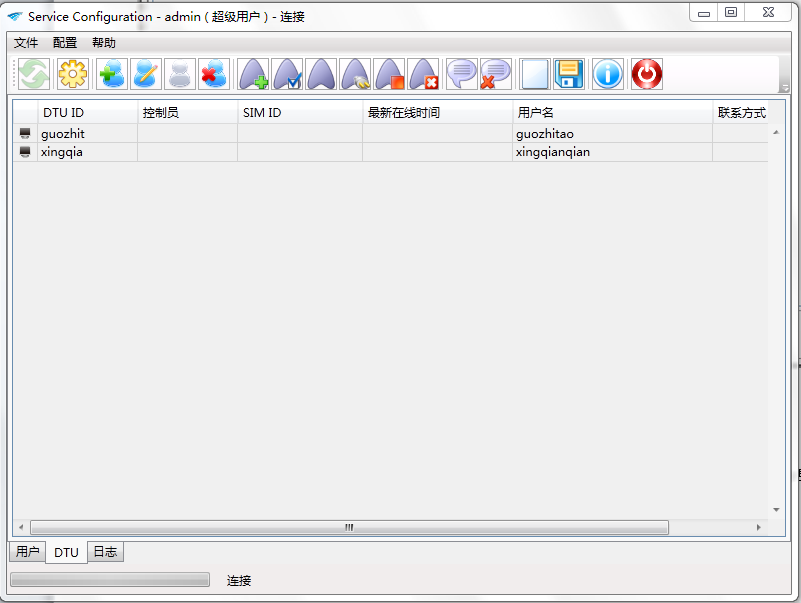 Service Configuration - admin ( 超级用户 ) - 连接
文件 配置 帮助
DTU ID 控制员 SIM ID 最新在线时间 用户名 联系方式
guozhit guozhitao
xingqia xingqianqian
用户 DTU 日志
连接